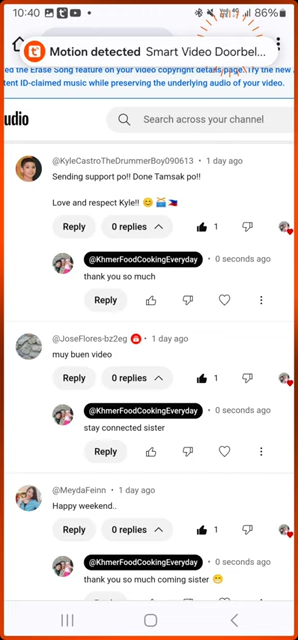 10:40
86%
Motion detected Smart Video Doorbel...
ed the Erase Song feature on your video copyright details page. Try the new
tent ID-claimed music while preserving the underlying audio of your video.
udio
Search across your channel
@KyleCastroTheDrummerBoy090613 • 1 day ago
Sending support po!! Done Tamsak po!!
Love and respect Kyle!! 😊 🥁 🇵🇭
Reply 0 replies 1
@KhmerFoodCookingEveryday • 0 seconds ago
thank you so much
Reply
@JoseFlores-bz2eg • 1 day ago
muy buen video
Reply 0 replies 1
@KhmerFoodCookingEveryday • 0 seconds ago
stay connected sister
Reply
@MeydaFeinn • 1 day ago
Happy weekend..
Reply 0 replies 1
@KhmerFoodCookingEveryday • 0 seconds ago
thank you so much coming sister 😁